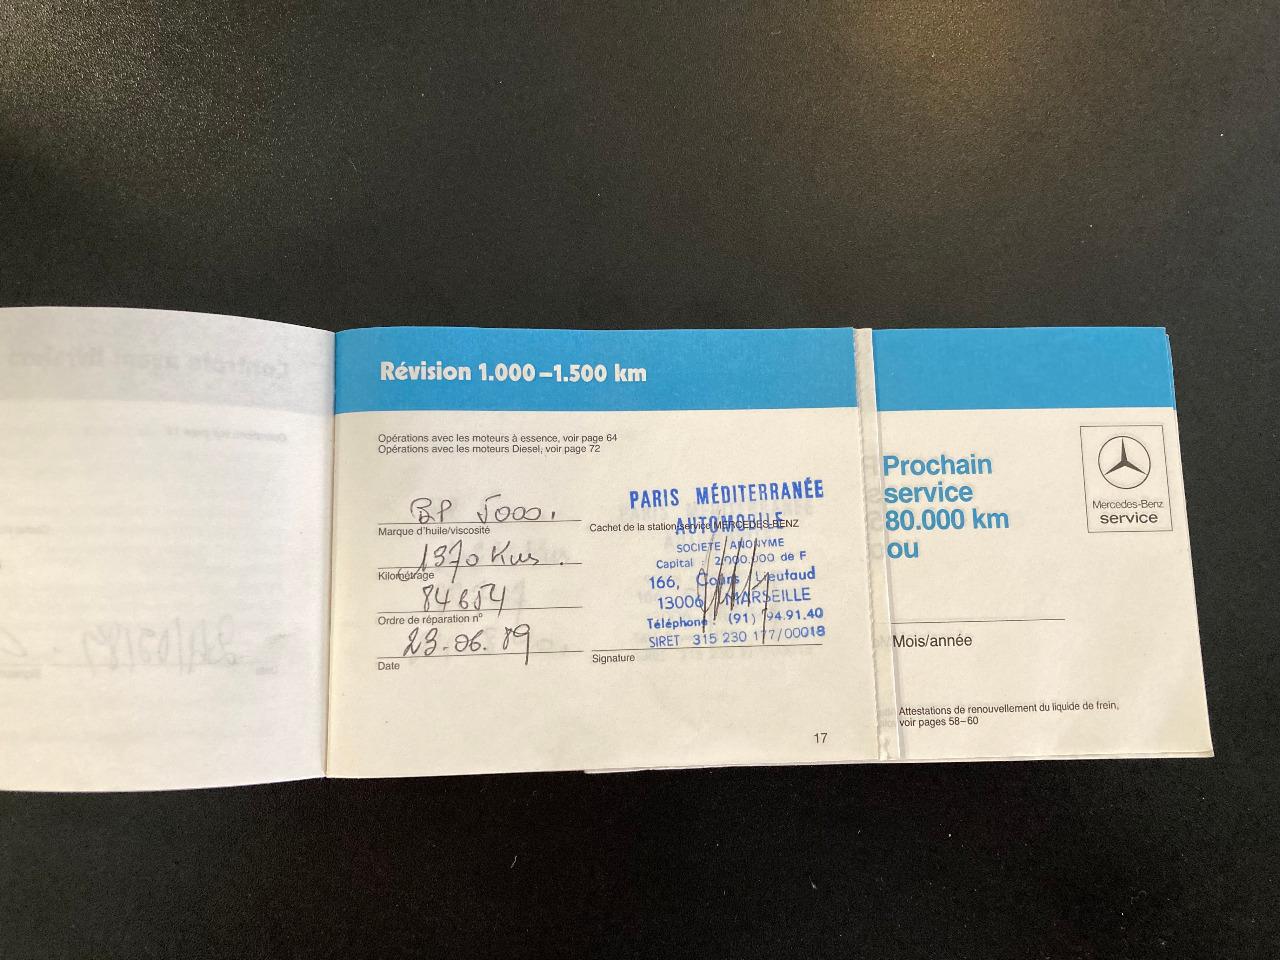 Révision 1.000–1.500 km
Opérations avec les moteurs à essence, voir page 64
Opérations avec les moteurs Diesel, voir page 72
BP 5000.
Marque d'huile/viscosité
1370 Kms.
Kilométrage
84654
Ordre de réparation n°
23.06.89
Date
PARIS MÉDITERRANÉE
AUTOMOBILE
Cachet de la station service MERCEDES-BENZ
SOCIETE ANONYME
Capital : 2.000.000 de F
166, Cours Lieutaud
13006 MARSEILLE
Téléphone : (91) 94.91.40
SIRET 315 230 177/00018
Signature
17
Prochain
service
80.000 km
ou
Mercedes-Benz
service
Mois/année
Attestations de renouvellement du liquide de frein,
voir pages 58–60